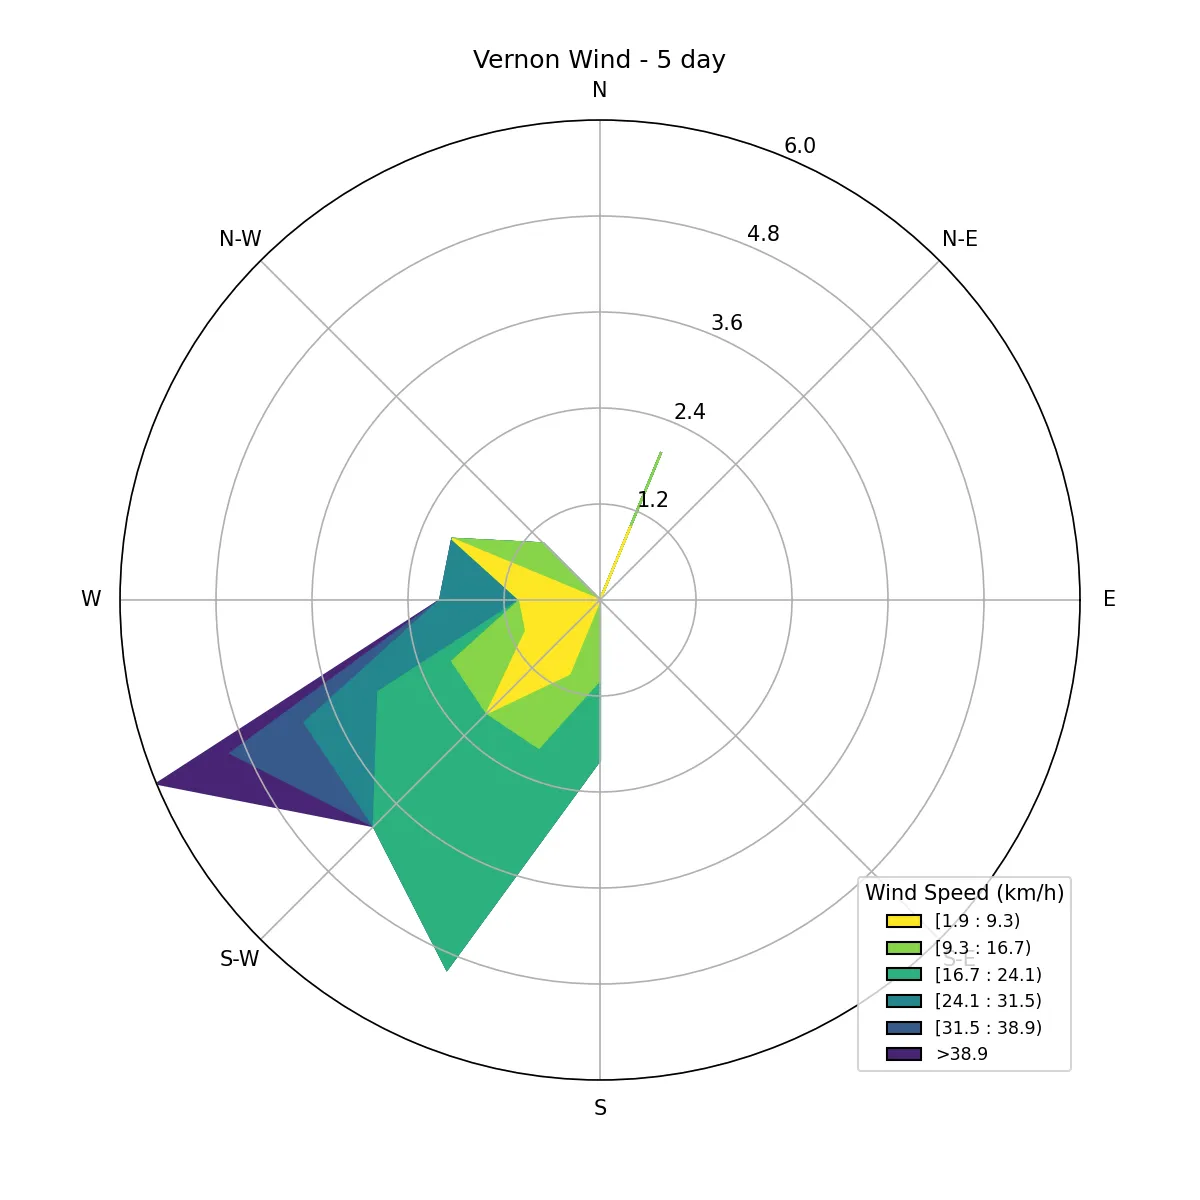 Vernon Wind - 5 day
N
6.0
N-W
N-E
4.8
3.6
2.4
1.2
W
E
S-W
S-E
Wind Speed (km/h)
[1.9 : 9.3)
[9.3 : 16.7)
[16.7 : 24.1)
[24.1 : 31.5)
[31.5 : 38.9)
>38.9
S